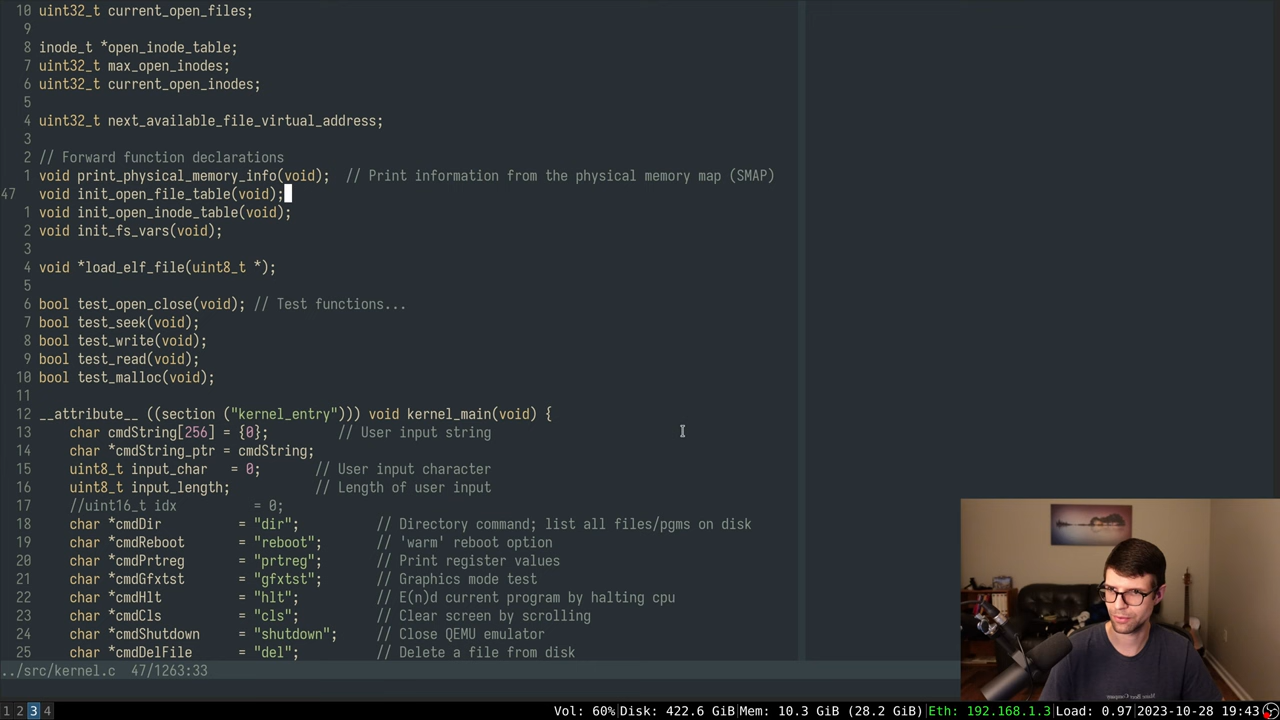 10 uint32_t current_open_files;
9
8 inode_t *open_inode_table;
7 uint32_t max_open_inodes;
6 uint32_t current_open_inodes;
5
4 uint32_t next_available_file_virtual_address;
3
2 // Forward function declarations
1 void print_physical_memory_info(void);  // Print information from the physical memory map (SMAP)
47 void init_open_file_table(void);
1 void init_open_inode_table(void);
2 void init_fs_vars(void);
3
4 void *load_elf_file(uint8_t *);
5
6 bool test_open_close(void); // Test functions...
7 bool test_seek(void);
8 bool test_write(void);
9 bool test_read(void);
10 bool test_malloc(void);
11
12 __attribute__ ((section ("kernel_entry"))) void kernel_main(void) {
13     char cmdString[256] = {0};         // User input string
14     char *cmdString_ptr = cmdString;
15     uint8_t input_char   = 0;       // User input character
16     uint8_t input_length;           // Length of user input
17     //uint16_t idx          = 0;
18     char *cmdDir          = "dir";          // Directory command; list all files/pgms on disk
19     char *cmdReboot       = "reboot";       // 'warm' reboot option
20     char *cmdPrtreg       = "prtreg";       // Print register values
21     char *cmdGfxtst       = "gfxtst";       // Graphics mode test
22     char *cmdHlt          = "hlt";          // E(n)d current program by halting cpu
23     char *cmdCls          = "cls";          // Clear screen by scrolling
24     char *cmdShutdown     = "shutdown";     // Close QEMU emulator
25     char *cmdDelFile      = "del";          // Delete a file from disk
../src/kernel.c  47/1263:33
1 2 3 4 Vol: 60%|Disk: 422.6 GiB|Mem: 10.3 GiB (28.2 GiB)|Eth: 192.168.1.3|Load: 0.97|2023-10-28 19:43